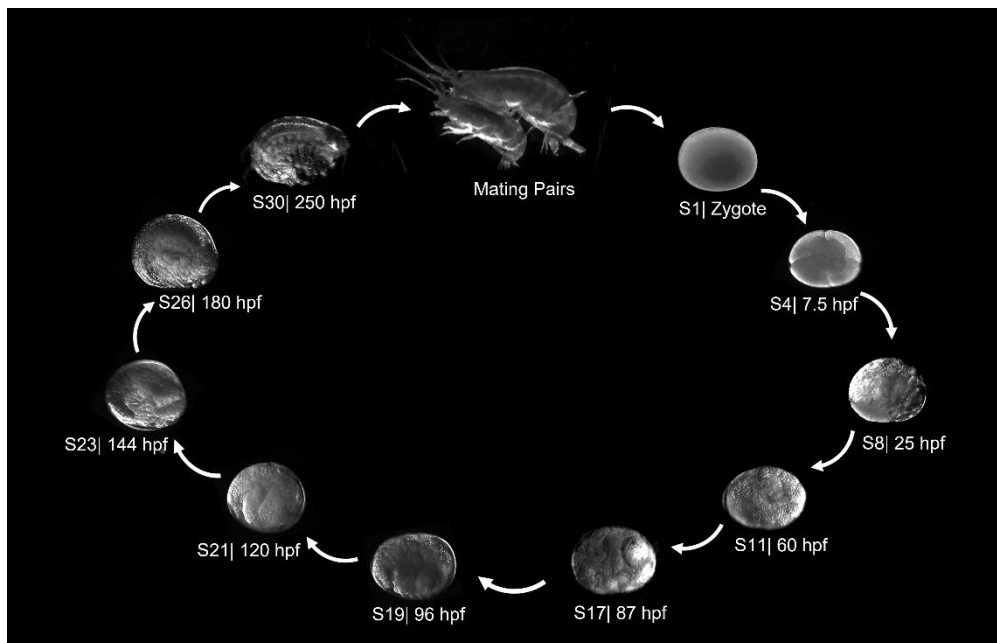 Mating Pairs
S1| Zygote
S4| 7.5 hpf
S8| 25 hpf
S11| 60 hpf
S17| 87 hpf
S19| 96 hpf
S21| 120 hpf
S23| 144 hpf
S26| 180 hpf
S30| 250 hpf